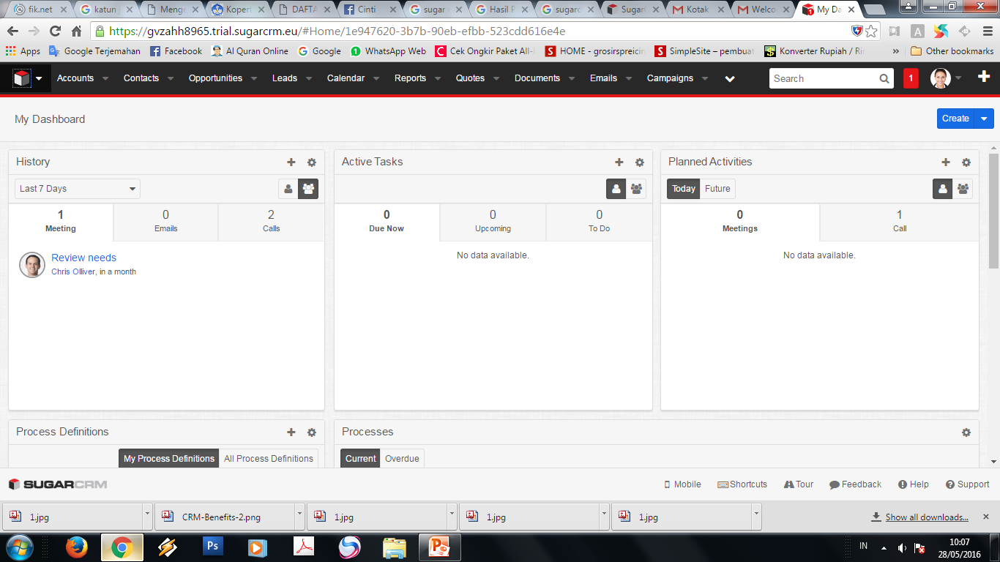 fik.net
katun
Menge
Kopert
DAFTA
Cinti
sugar
Hasil P
sugarc
Sugar
Kotak
Welco
My Da
https://gvzahh8965.trial.sugarcrm.eu/#Home/1e947620-3b7b-90eb-efbb-523cdd616e4e
Apps Google Terjemahan Facebook Al Quran Online Google WhatsApp Web Cek Ongkir Paket All- HOME - grosirspreicin SimpleSite – pembuat Konverter Rupiah / Rin » Other bookmarks
Accounts Contacts Opportunities Leads Calendar Reports Quotes Documents Emails Campaigns Search 1
My Dashboard Create
History
Last 7 Days
1 0 2
Meeting Emails Calls
Review needs
Chris Olliver, in a month
Active Tasks
0 0 0
Due Now Upcoming To Do
No data available.
Planned Activities
Today Future
0 1
Meetings Call
No data available.
Process Definitions
My Process Definitions All Process Definitions
Processes
Current Overdue
SUGARCRM Mobile Shortcuts Tour Feedback Help Support
1.jpg CRM-Benefits-2.png 1.jpg 1.jpg 1.jpg Show all downloads...
Ps IN 10:07
28/05/2016